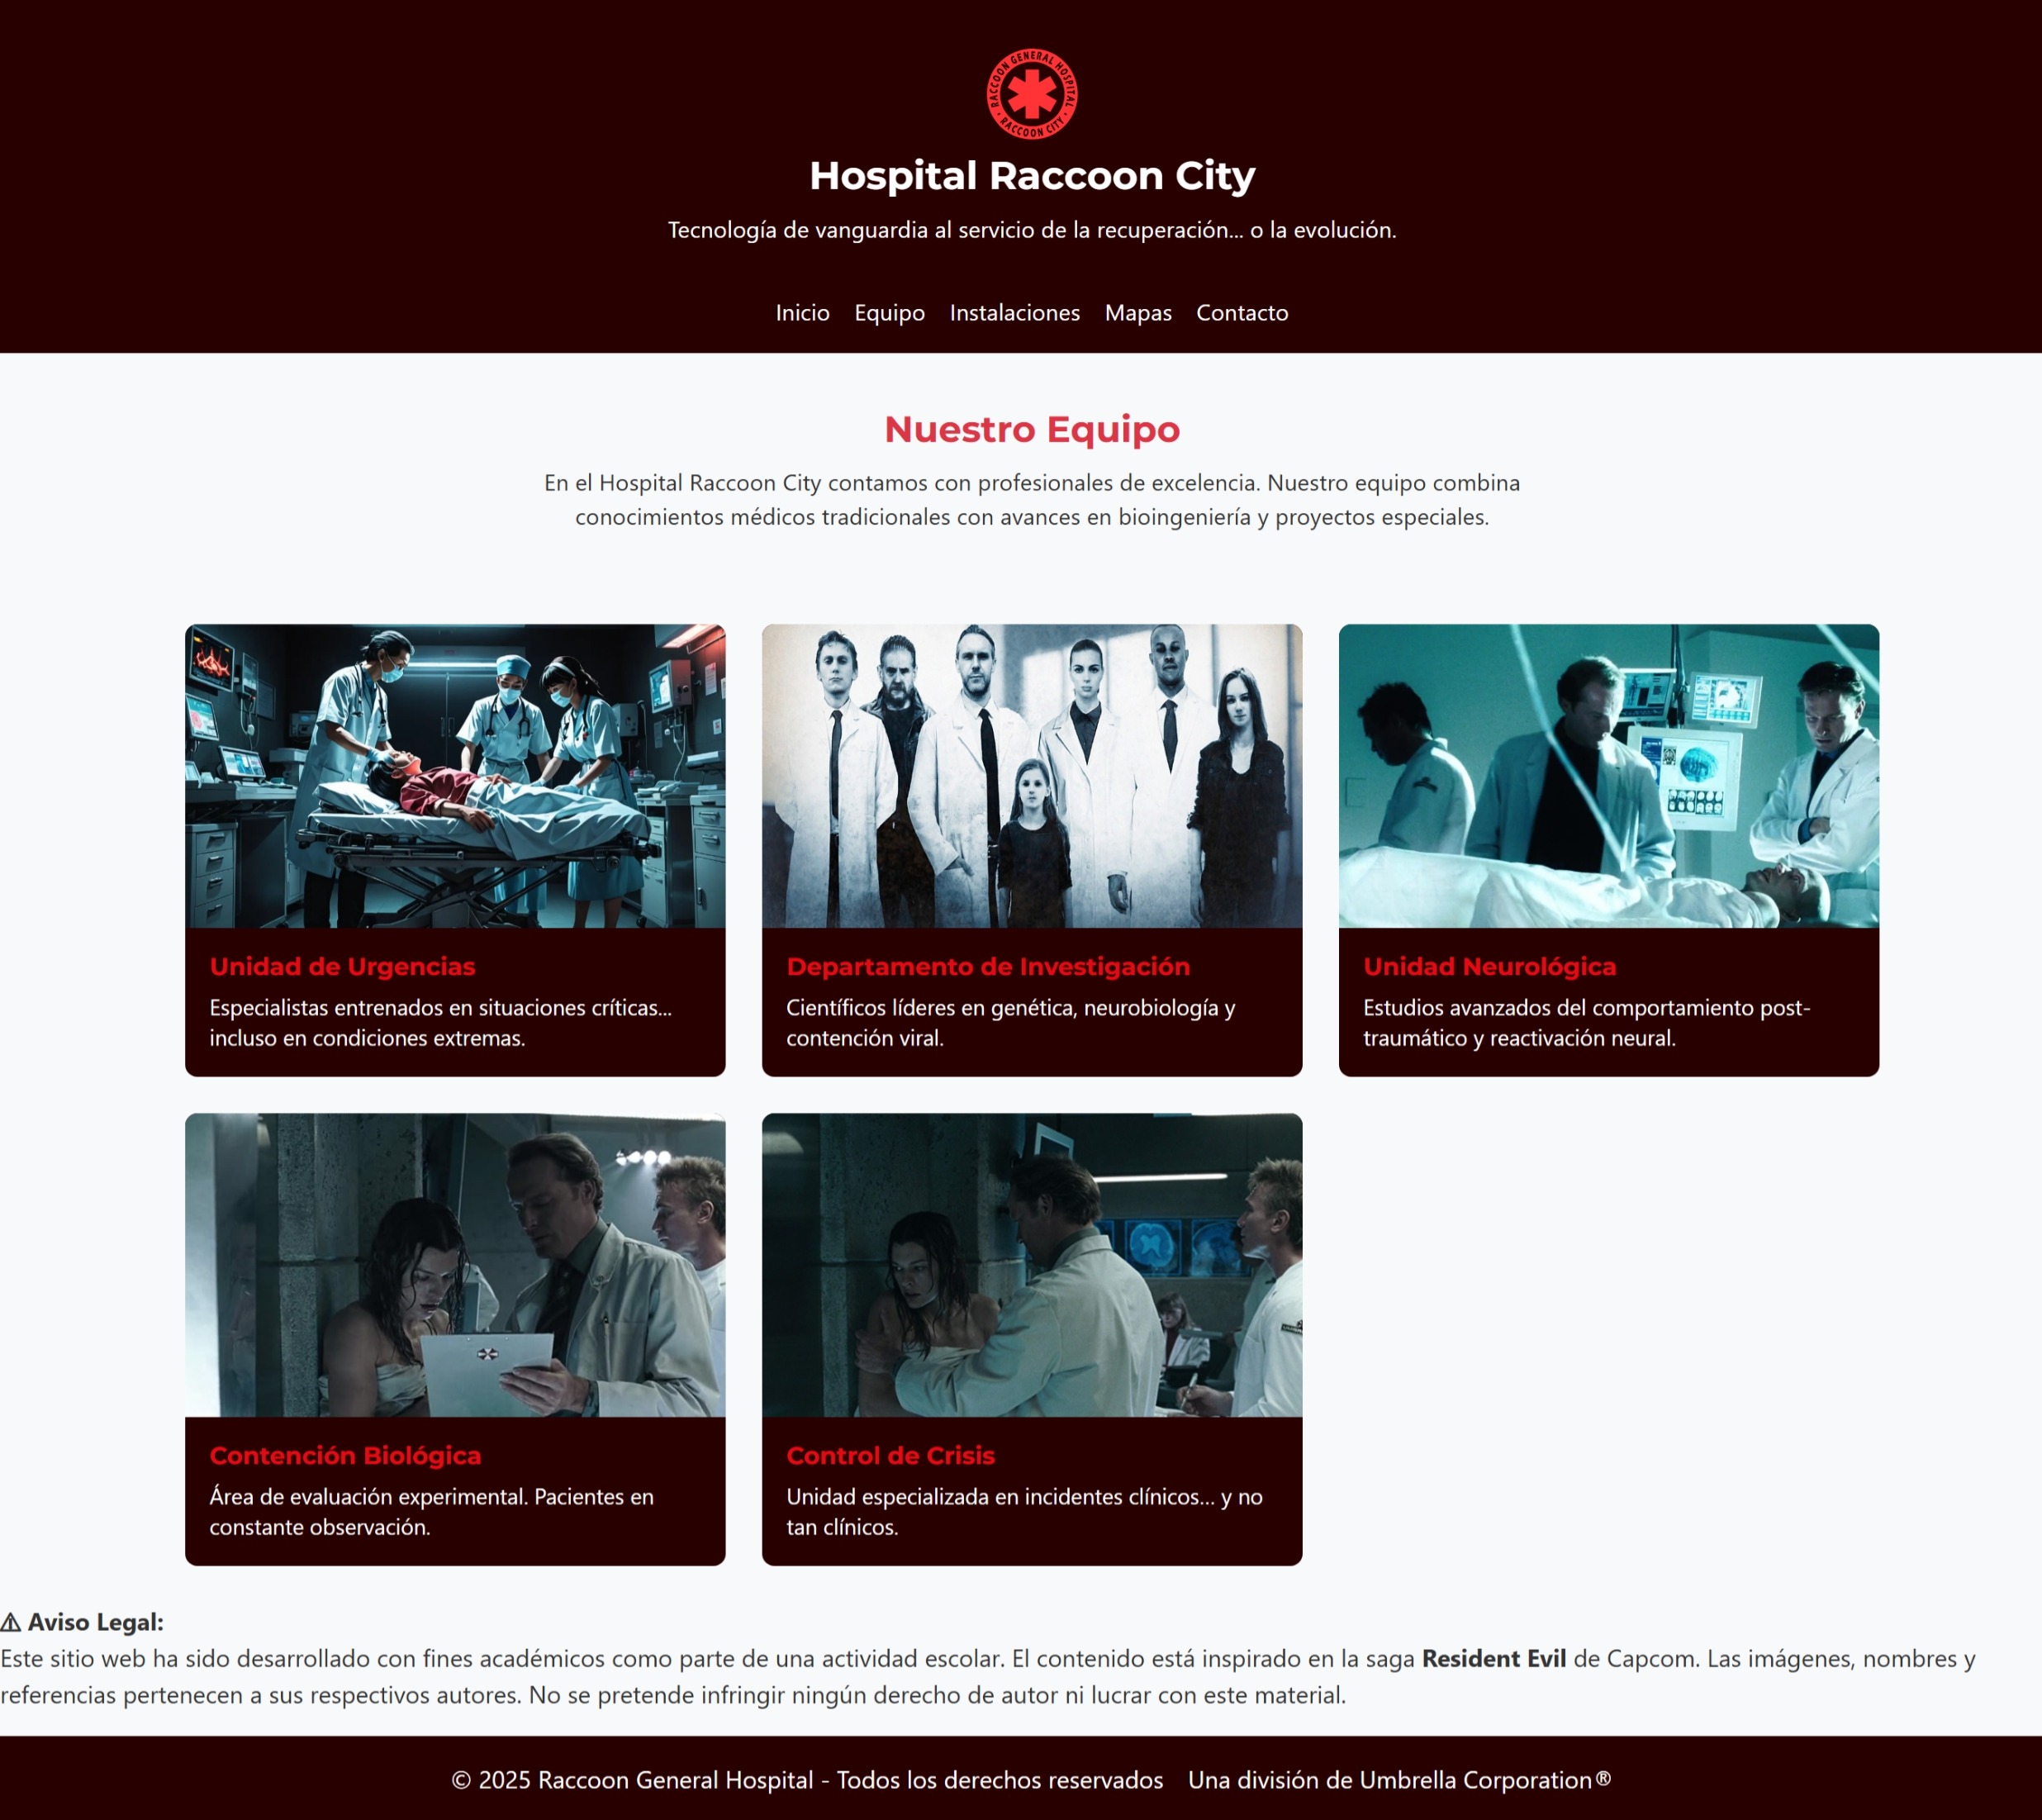 RACCOON GENERAL HOSPITAL
· RACCOON CITY ·
Hospital Raccoon City
Tecnología de vanguardia al servicio de la recuperación... o la evolución.
Inicio Equipo Instalaciones Mapas Contacto
Nuestro Equipo
En el Hospital Raccoon City contamos con profesionales de excelencia. Nuestro equipo combina
conocimientos médicos tradicionales con avances en bioingeniería y proyectos especiales.
Unidad de Urgencias
Especialistas entrenados en situaciones críticas...
incluso en condiciones extremas.
Departamento de Investigación
Científicos líderes en genética, neurobiología y
contención viral.
Unidad Neurológica
Estudios avanzados del comportamiento post-
traumático y reactivación neural.
Contención Biológica
Área de evaluación experimental. Pacientes en
constante observación.
Control de Crisis
Unidad especializada en incidentes clínicos... y no
tan clínicos.
⚠ Aviso Legal:
Este sitio web ha sido desarrollado con fines académicos como parte de una actividad escolar. El contenido está inspirado en la saga Resident Evil de Capcom. Las imágenes, nombres y
referencias pertenecen a sus respectivos autores. No se pretende infringir ningún derecho de autor ni lucrar con este material.
© 2025 Raccoon General Hospital - Todos los derechos reservados Una división de Umbrella Corporation®